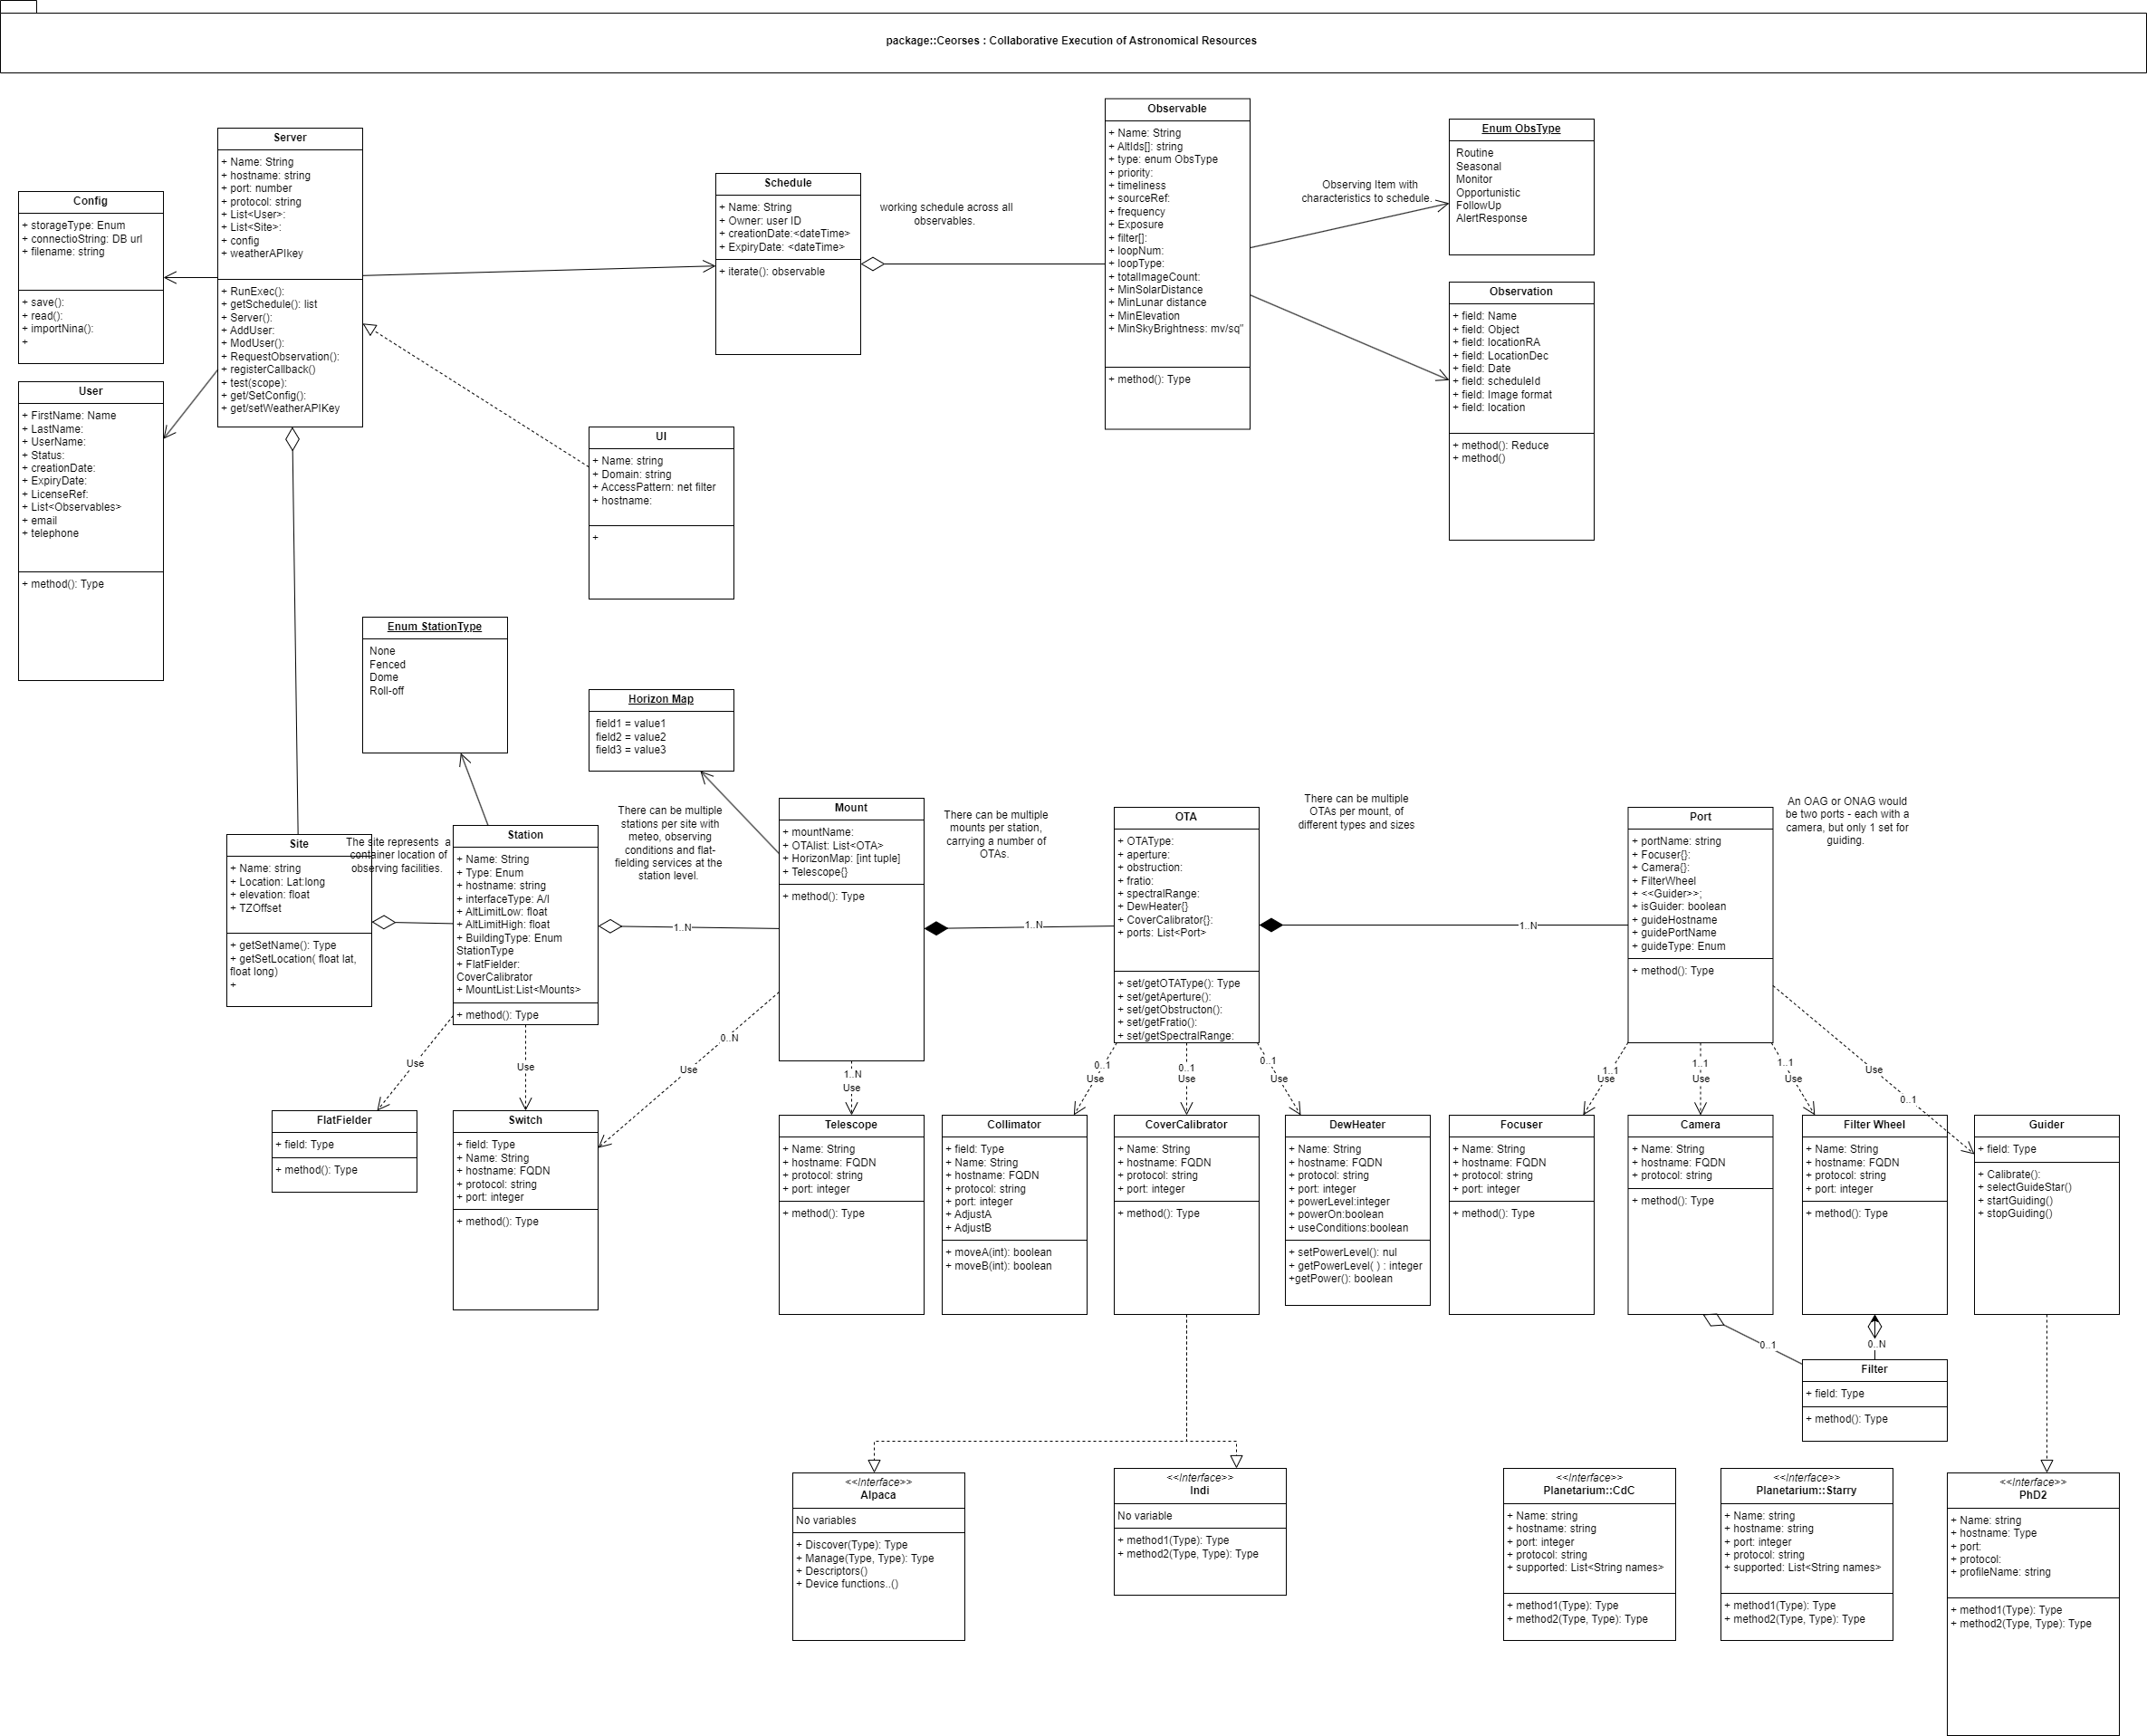 package::Ceorses : Collaborative Execution of Astronomical Resources
Server
+ Name: String
+ hostname: string
+ port: number
+ protocol: string
+ List<User>:
+ List<Site>:
+ config
+ weatherAPIkey
+ RunExec():
+ getSchedule(): list
+ Server():
+ AddUser:
+ ModUser():
+ RequestObservation():
+ registerCallback()
+ test(scope):
+ get/SetConfig():
+ get/setWeatherAPIKey
Config
+ storageType: Enum
+ connectioString: DB url
+ filename: string
+ save():
+ read():
+ importNina():
+
User
+ FirstName: Name
+ LastName:
+ UserName:
+ Status:
+ creationDate:
+ ExpiryDate:
+ LicenseRef:
+ List<Observables>
+ email
+ telephone
+ method(): Type
Schedule
+ Name: String
+ Owner: user ID
+ creationDate:<dateTime>
+ ExpiryDate: <dateTime>
+ iterate(): observable
working schedule across all
observables.
Observable
+ Name: String
+ AltIds[]: string
+ type: enum ObsType
+ priority:
+ timeliness
+ sourceRef:
+ frequency
+ Exposure
+ filter[]:
+ loopNum:
+ loopType:
+ totalImageCount:
+ MinSolarDistance
+ MinLunar distance
+ MinElevation
+ MinSkyBrightness: mv/sq"
+ method(): Type
Observing Item with
characteristics to schedule.
Enum ObsType
Routine
Seasonal
Monitor
Opportunistic
FollowUp
AlertResponse
Observation
+ field: Name
+ field: Object
+ field: locationRA
+ field: LocationDec
+ field: Date
+ field: scheduleId
+ field: Image format
+ field: location
+ method(): Reduce
+ method()
UI
+ Name: string
+ Domain: string
+ AccessPattern: net filter
+ hostname:
+
Enum StationType
None
Fenced
Dome
Roll-off
Horizon Map
field1 = value1
field2 = value2
field3 = value3
Site
+ Name: string
+ Location: Lat:long
+ elevation: float
+ TZOffset
+ getSetName(): Type
+ getSetLocation( float lat,
float long)
+
The site represents a
container location of
observing facilities.
Station
+ Name: String
+ Type: Enum
+ hostname: string
+ interfaceType: A/I
+ AltLimitLow: float
+ AltLimitHigh: float
+ BuildingType: Enum
StationType
+ FlatFielder:
CoverCalibrator
+ MountList:List<Mounts>
+ method(): Type
There can be multiple
stations per site with
meteo, observing
conditions and flat-
fielding services at the
station level.
1..N
Mount
+ mountName:
+ OTAlist: List<OTA>
+ HorizonMap: [int tuple]
+ Telescope{}
+ method(): Type
There can be multiple
mounts per station,
carrying a number of
OTAs.
1..N
OTA
+ OTAType:
+ aperture:
+ obstruction:
+ fratio:
+ spectralRange:
+ DewHeater{}
+ CoverCalibrator{}:
+ ports: List<Port>
+ set/getOTAType(): Type
+ set/getAperture():
+ set/getObstructon():
+ set/getFratio():
+ set/getSpectralRange:
There can be multiple
OTAs per mount, of
different types and sizes
1..N
Port
+ portName: string
+ Focuser{}:
+ Camera{}:
+ FilterWheel
+ <<Guider>>;
+ isGuider: boolean
+ guideHostname
+ guidePortName
+ guideType: Enum
+ method(): Type
An OAG or ONAG would
be two ports - each with a
camera, but only 1 set for
guiding.
Use
Use
0..N
Use
1..N
Use
0..1
Use
0..1
Use
0..1
Use
1..1
Use
1..1
Use
1..1
Use
Use
0..1
FlatFielder
+ field: Type
+ method(): Type
Switch
+ field: Type
+ Name: String
+ hostname: FQDN
+ protocol: string
+ port: integer
+ method(): Type
Telescope
+ Name: String
+ hostname: FQDN
+ protocol: string
+ port: integer
+ method(): Type
Collimator
+ field: Type
+ Name: String
+ hostname: FQDN
+ protocol: string
+ port: integer
+ AdjustA
+ AdjustB
+ moveA(int): boolean
+ moveB(int): boolean
CoverCalibrator
+ Name: String
+ hostname: FQDN
+ protocol: string
+ port: integer
+ method(): Type
DewHeater
+ Name: String
+ hostname: FQDN
+ protocol: string
+ port: integer
+ powerLevel:integer
+ powerOn:boolean
+ useConditions:boolean
+ setPowerLevel(): nul
+ getPowerLevel( ) : integer
+getPower(): boolean
Focuser
+ Name: String
+ hostname: FQDN
+ protocol: string
+ port: integer
+ method(): Type
Camera
+ Name: String
+ hostname: FQDN
+ protocol: string
+ method(): Type
Filter Wheel
+ Name: String
+ hostname: FQDN
+ protocol: string
+ port: integer
+ method(): Type
Guider
+ field: Type
+ Calibrate():
+ selectGuideStar()
+ startGuiding()
+ stopGuiding()
0..1
0..N
Filter
+ field: Type
+ method(): Type
<<Interface>>
Alpaca
No variables
+ Discover(Type): Type
+ Manage(Type, Type): Type
+ Descriptors()
+ Device functions..()
<<Interface>>
Indi
No variable
+ method1(Type): Type
+ method2(Type, Type): Type
<<Interface>>
Planetarium::CdC
+ Name: string
+ hostname: string
+ port: integer
+ protocol: string
+ supported: List<String names>
+ method1(Type): Type
+ method2(Type, Type): Type
<<Interface>>
Planetarium::Starry
+ Name: string
+ hostname: string
+ port: integer
+ protocol: string
+ supported: List<String names>
+ method1(Type): Type
+ method2(Type, Type): Type
<<Interface>>
PhD2
+ Name: string
+ hostname: Type
+ port:
+ protocol:
+ profileName: string
+ method1(Type): Type
+ method2(Type, Type): Type